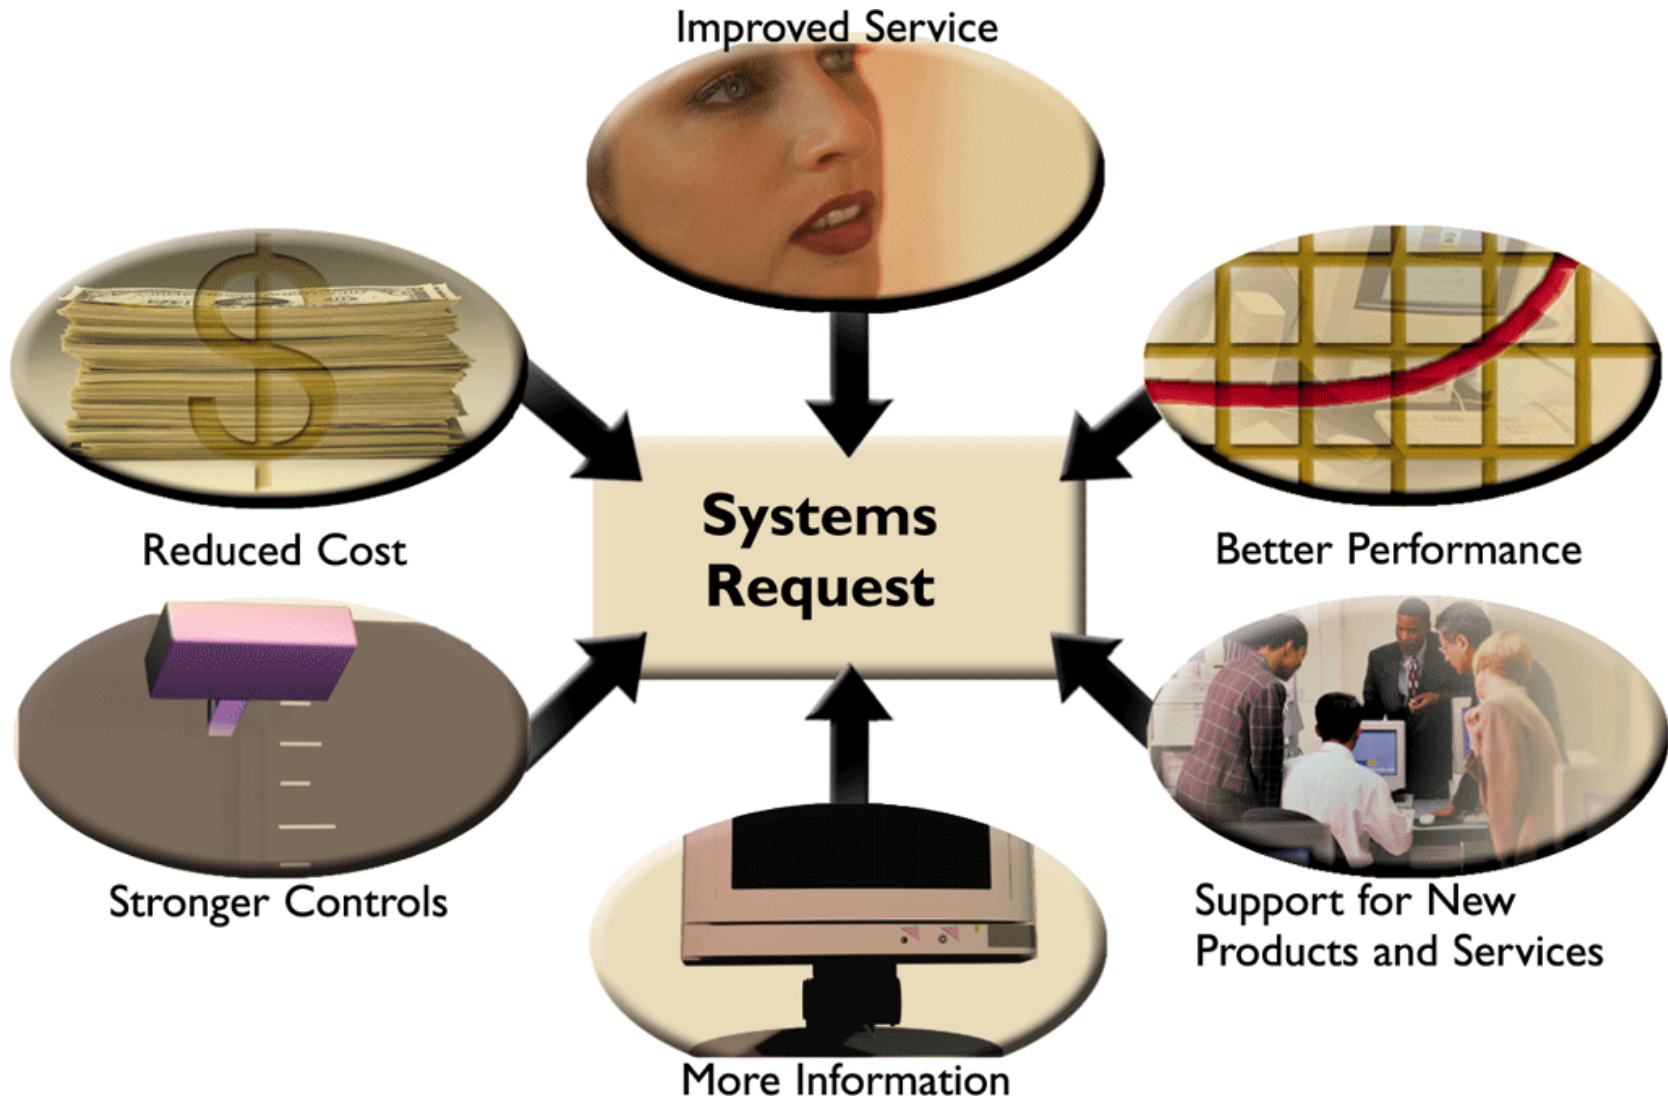 Improved Service
Reduced Cost
Systems
Request
Better Performance
Stronger Controls
Support for New
Products and Services
More Information